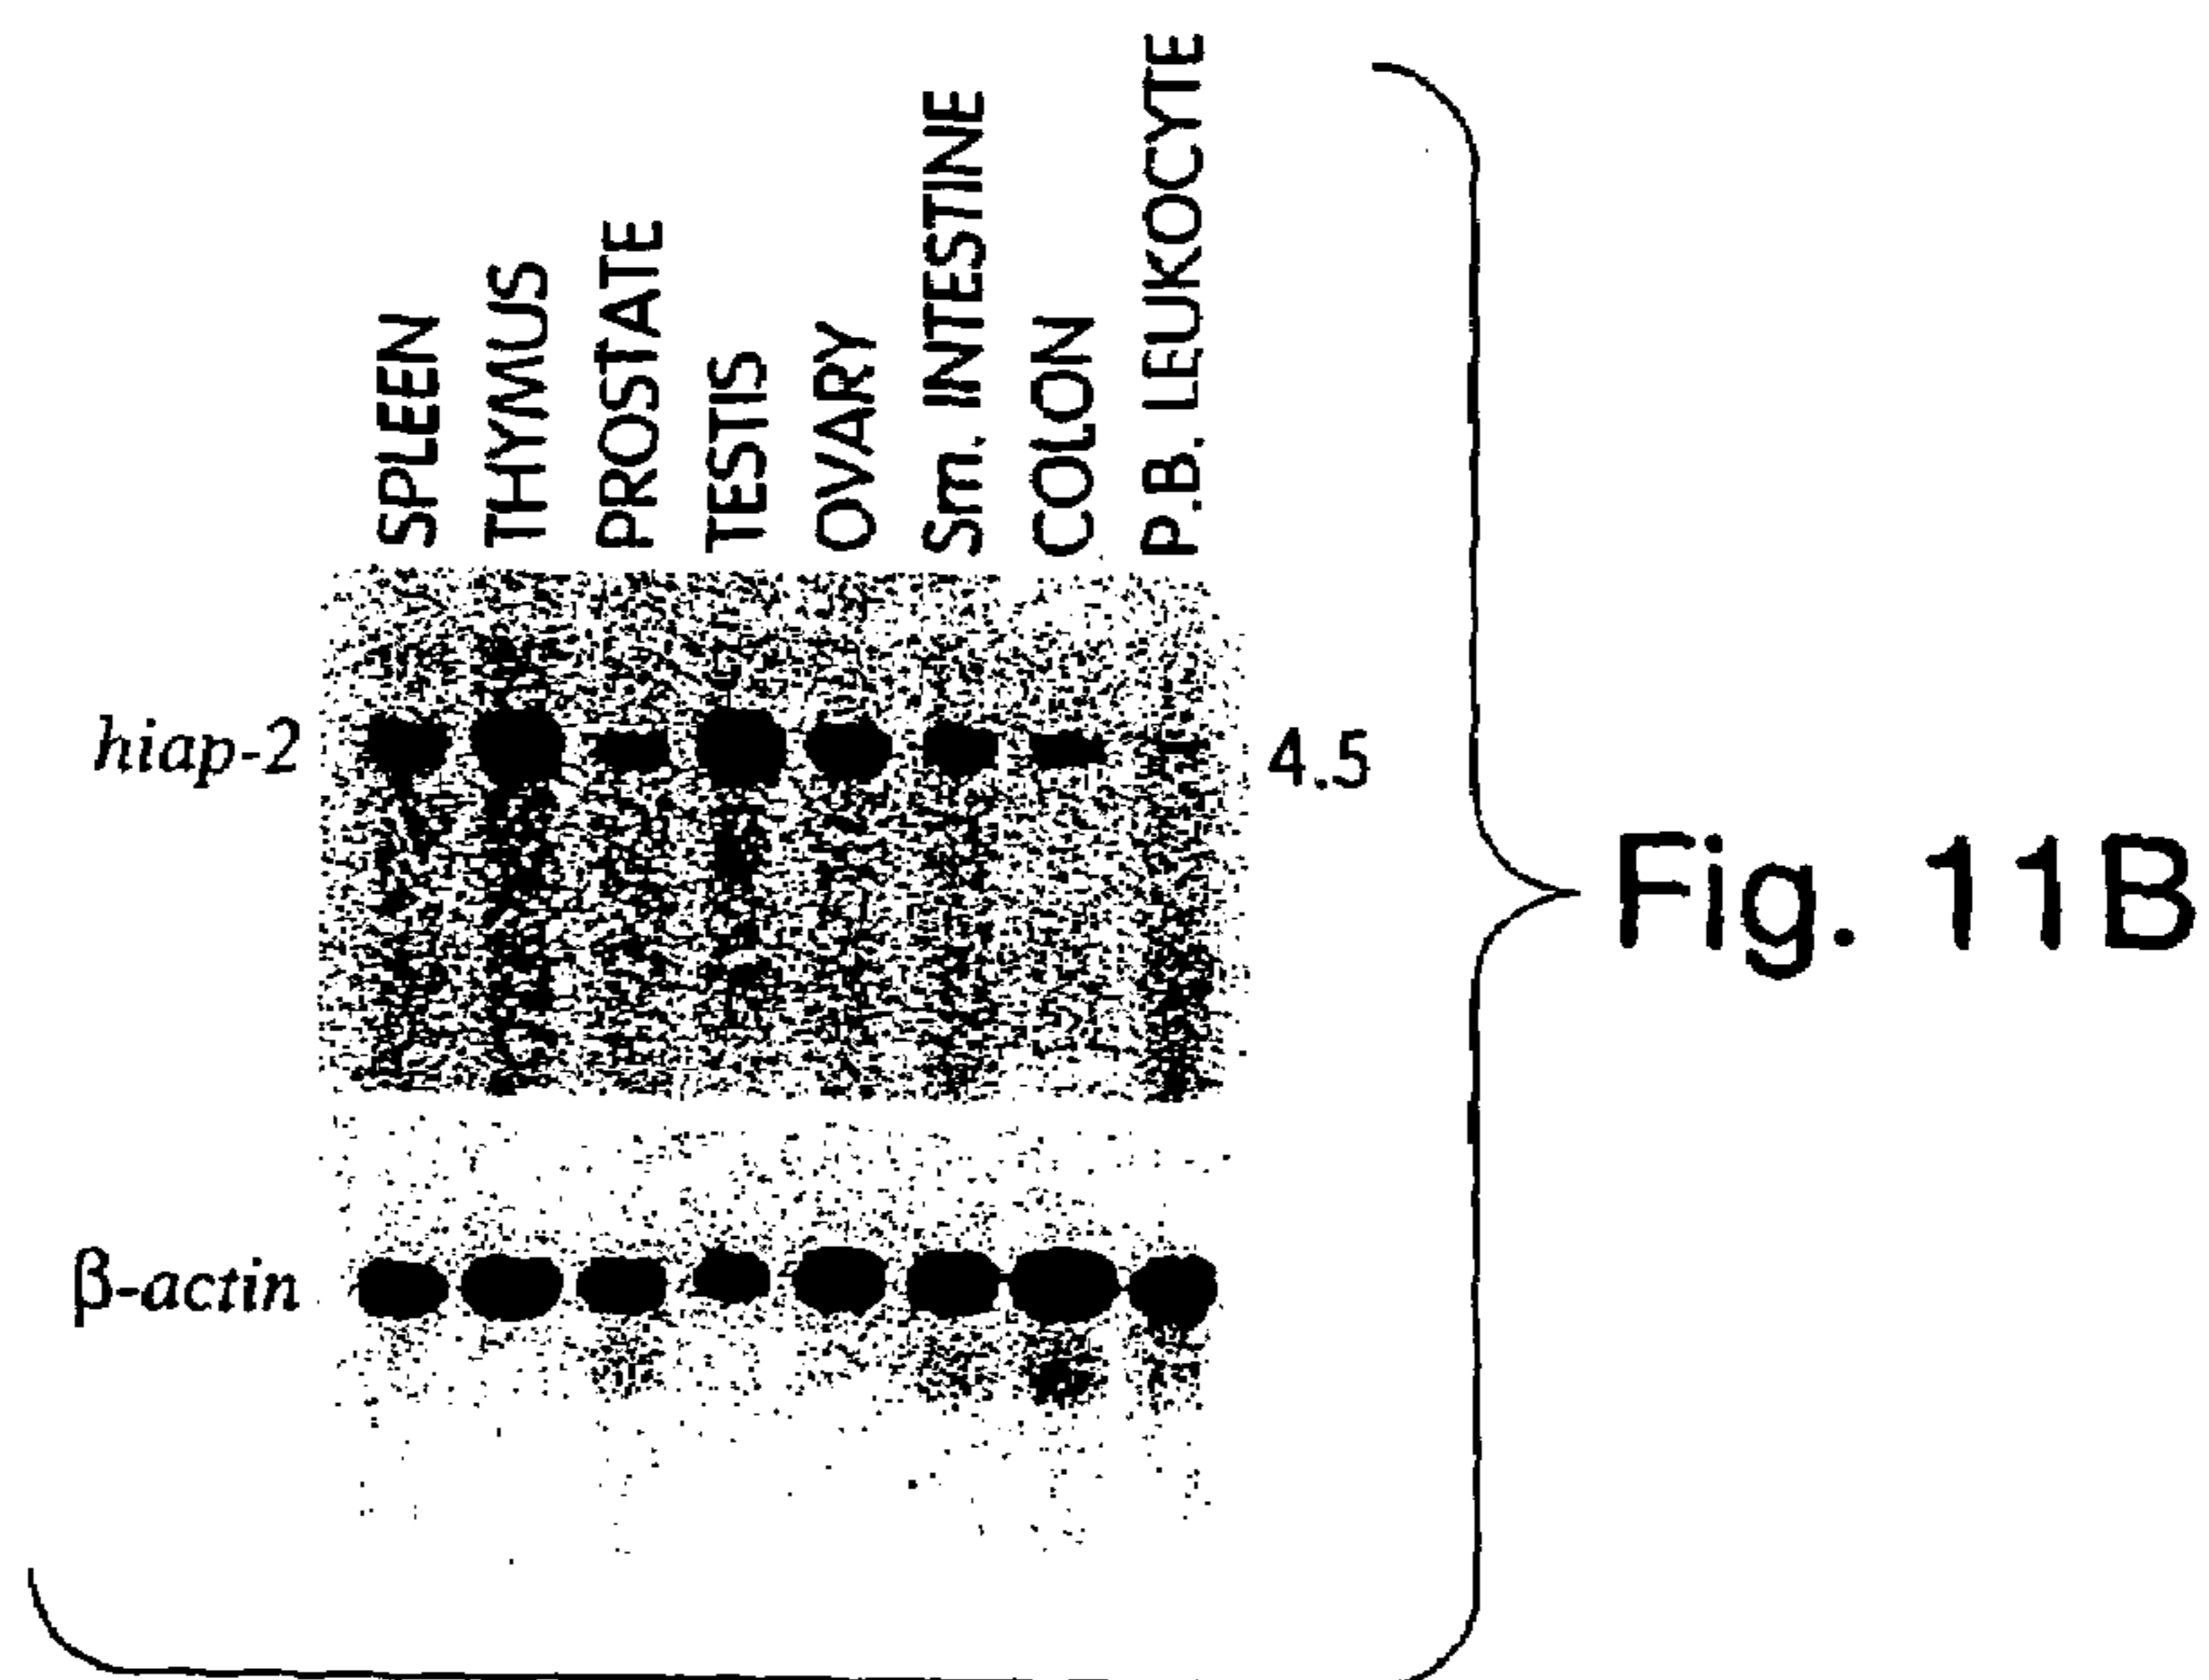 SPLEEN
THYMUS
PROSTATE
TESTIS
OVARY
Sm. INTESTINE
COLON
P.B. LEUKOCYTE
hiap-2
4.5
β-actin
Fig. 11B